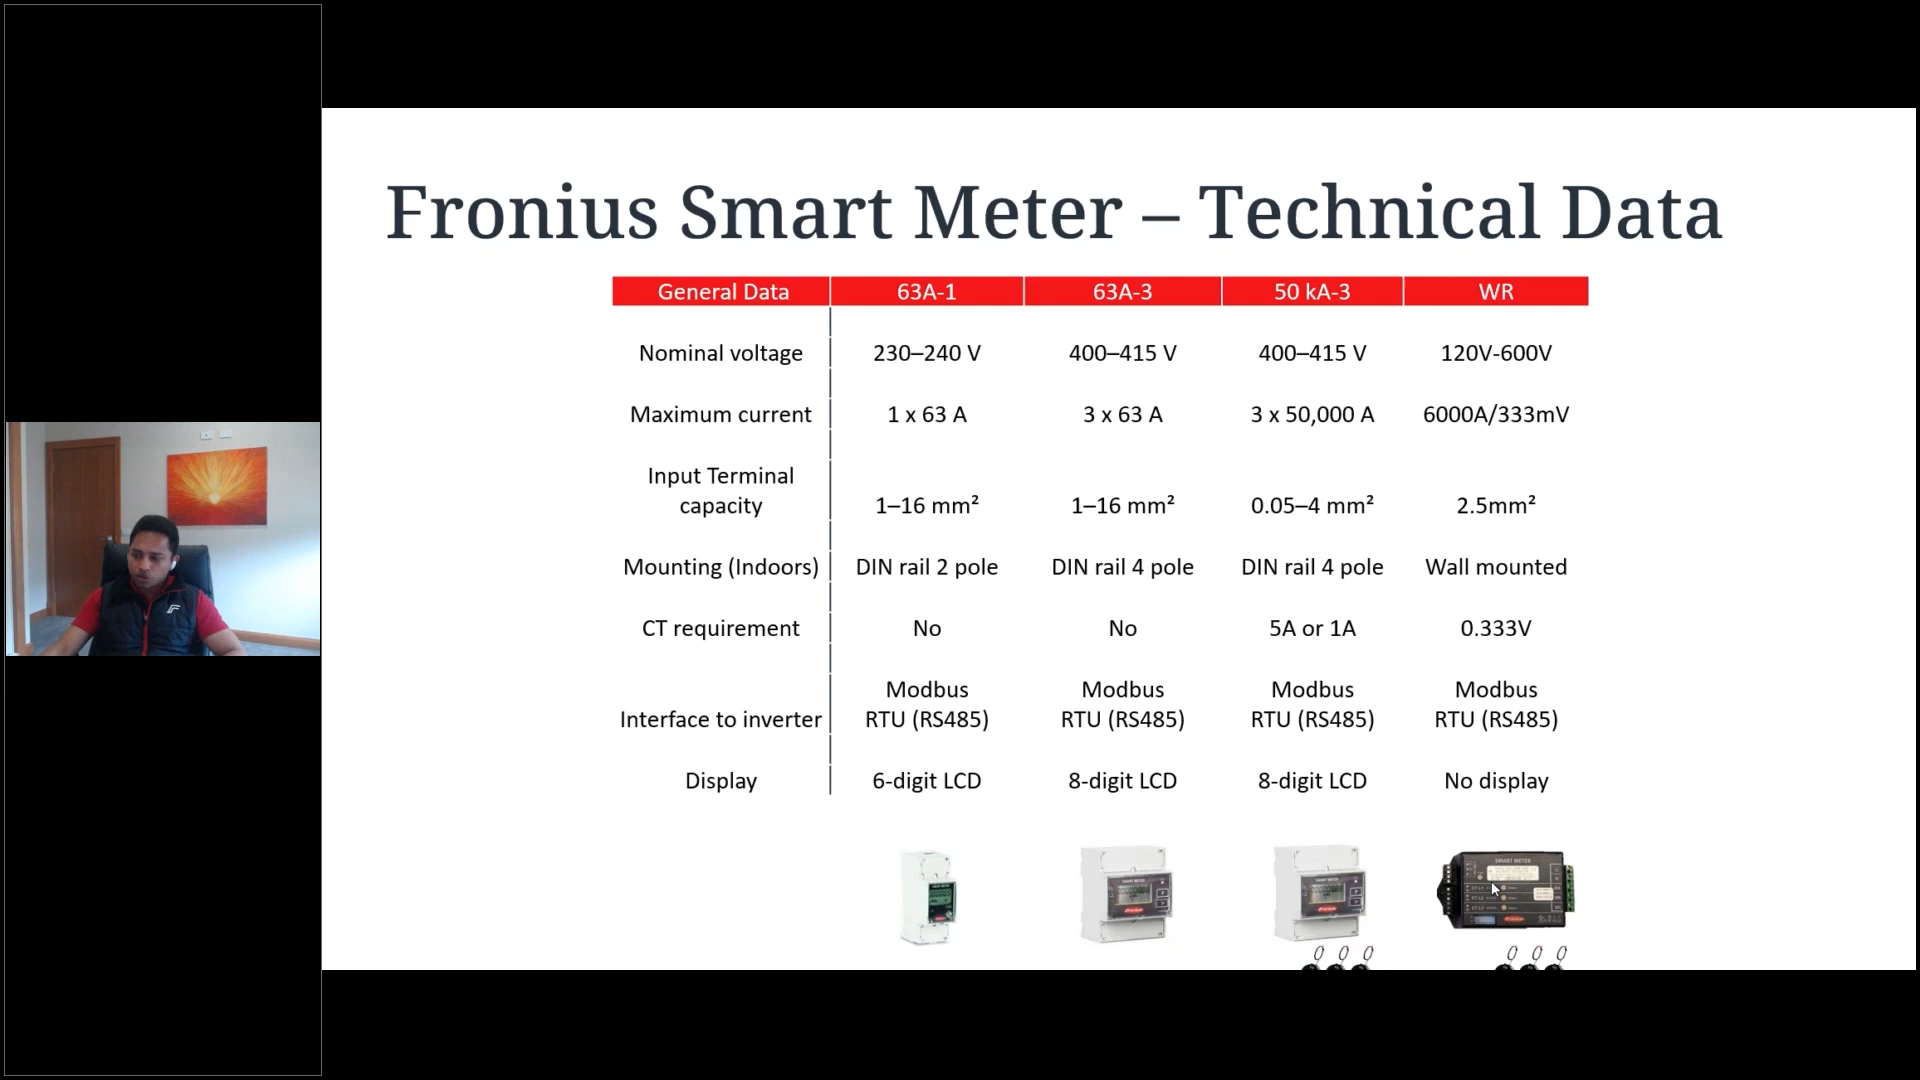 Fronius Smart Meter – Technical Data
General Data 63A-1 63A-3 50 kA-3 WR
Nominal voltage 230–240 V 400–415 V 400–415 V 120V-600V
Maximum current 1 x 63 A 3 x 63 A 3 x 50,000 A 6000A/333mV
Input Terminal
capacity 1–16 mm² 1–16 mm² 0.05–4 mm² 2.5mm²
Mounting (Indoors) DIN rail 2 pole DIN rail 4 pole DIN rail 4 pole Wall mounted
CT requirement No No 5A or 1A 0.333V
Modbus Modbus Modbus Modbus
Interface to inverter RTU (RS485) RTU (RS485) RTU (RS485) RTU (RS485)
Display 6-digit LCD 8-digit LCD 8-digit LCD No display
SMART METER